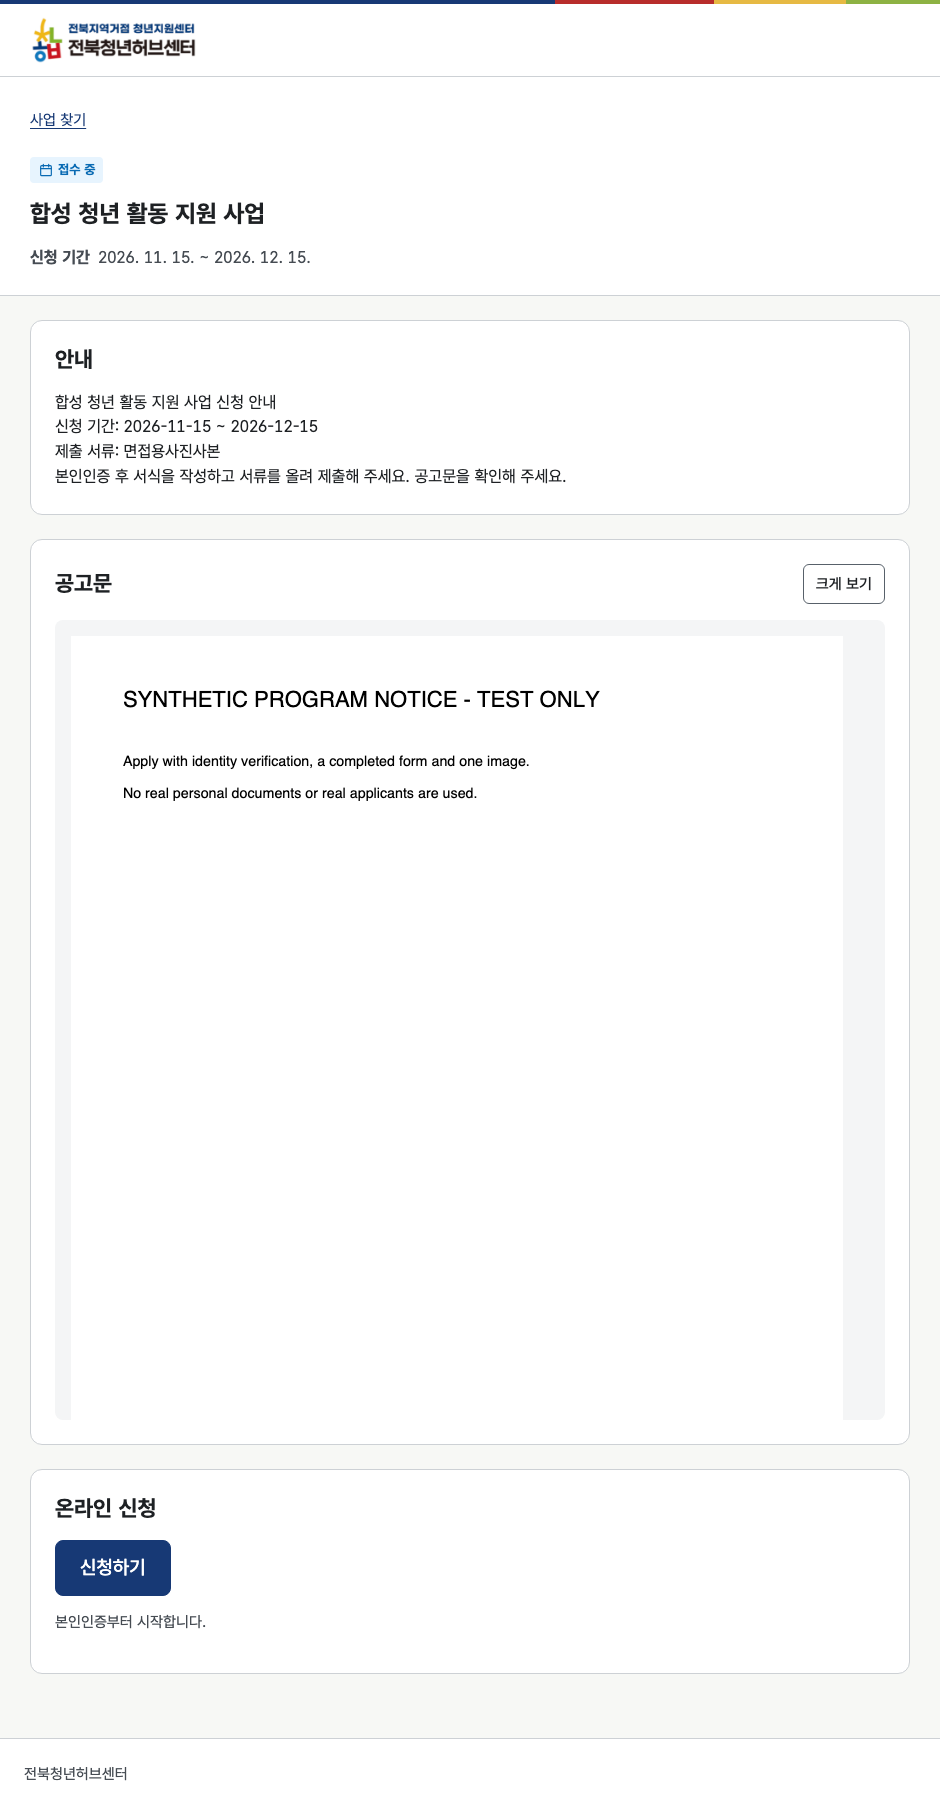 전북지역거점 청년지원센터
전북청년허브센터
사업 찾기
접수 중
합성 청년 활동 지원 사업
신청 기간 2026. 11. 15. ~ 2026. 12. 15.
안내
합성 청년 활동 지원 사업 신청 안내
신청 기간: 2026-11-15 ~ 2026-12-15
제출 서류: 면접용사진사본
본인인증 후 서식을 작성하고 서류를 올려 제출해 주세요. 공고문을 확인해 주세요.
공고문
크게 보기
SYNTHETIC PROGRAM NOTICE - TEST ONLY
Apply with identity verification, a completed form and one image.
No real personal documents or real applicants are used.
온라인 신청
신청하기
본인인증부터 시작합니다.
전북청년허브센터